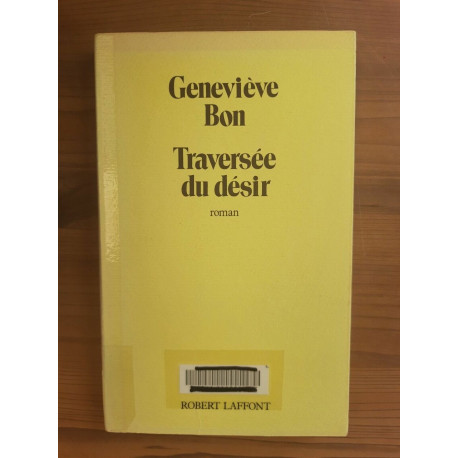 Geneviève
Bon
Traversée
du désir
roman
ROBERT LAFFONT